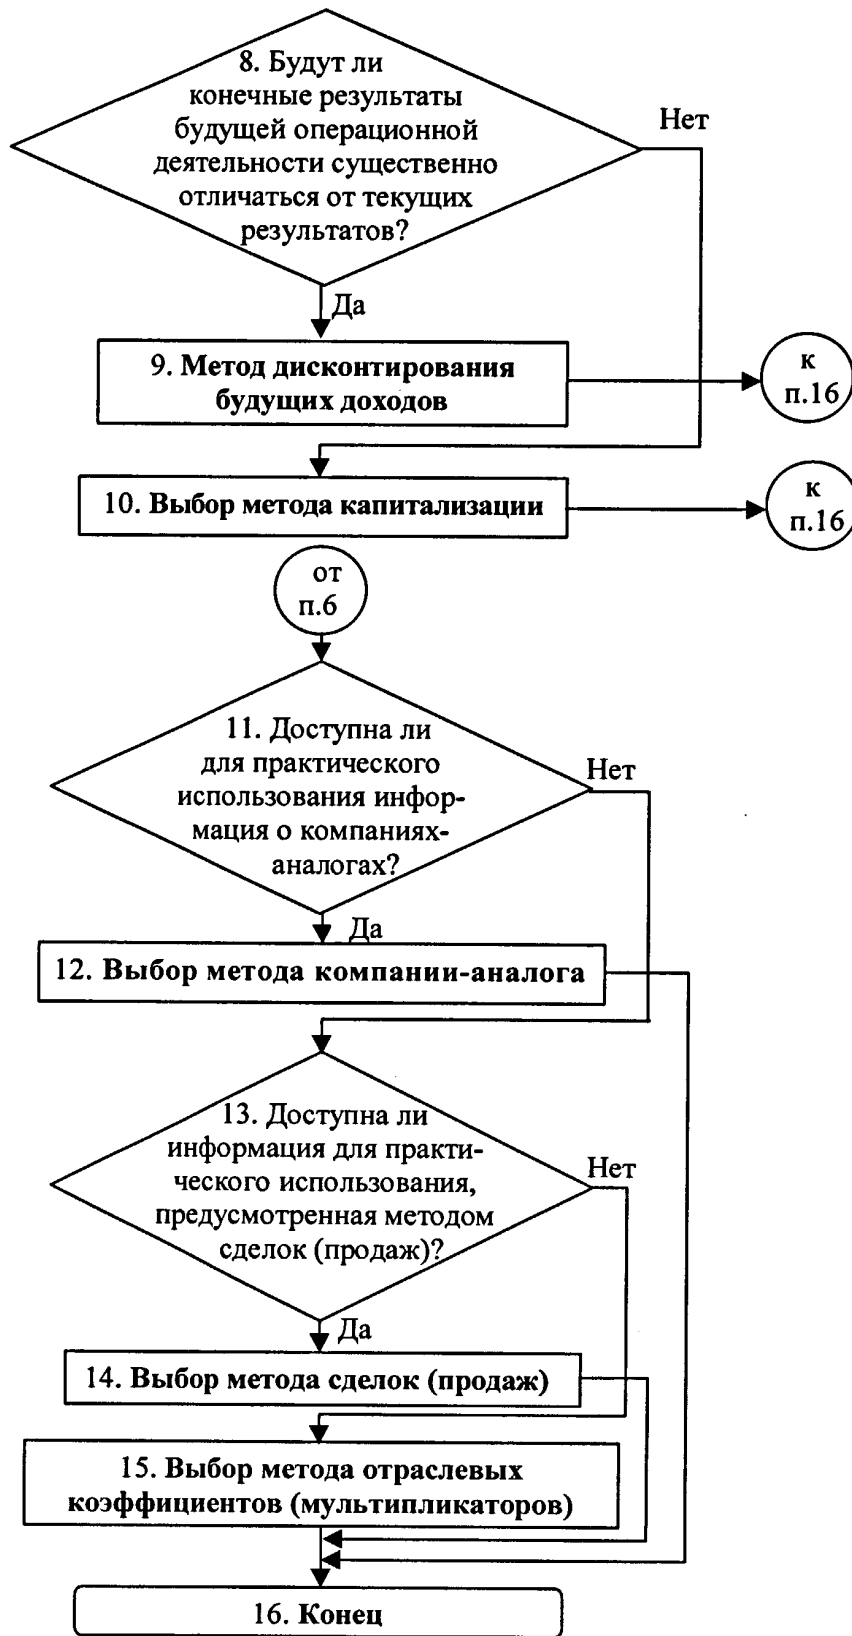 8. Будут ли
конечные результаты
будущей операционной
деятельности существенно
отличаться от текущих
результатов?
Нет
Да
9. Метод дисконтирования
будущих доходов
к
п.16
10. Выбор метода капитализации
к
п.16
от
п.6
11. Доступна ли
для практического
использования инфор-
мация о компаниях-
аналогах?
Нет
Да
12. Выбор метода компании-аналога
13. Доступна ли
информация для практи-
ческого использования,
предусмотренная методом
сделок (продаж)?
Нет
Да
14. Выбор метода сделок (продаж)
15. Выбор метода отраслевых
коэффициентов (мультипликаторов)
16. Конец